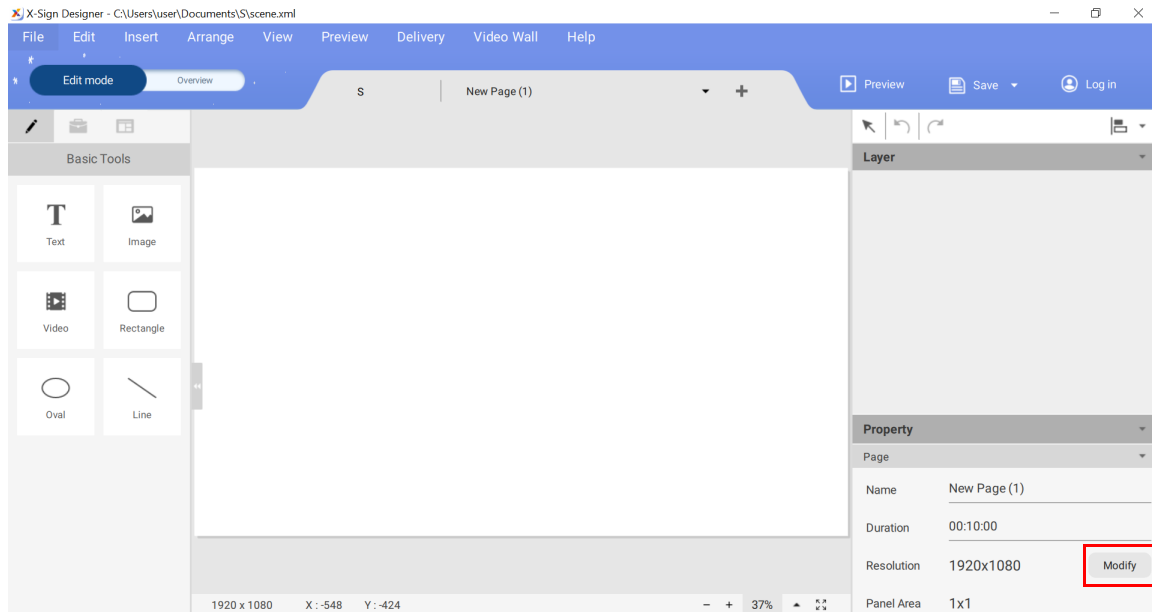 X-Sign Designer - C:\Users\user\Documents\S\scene.xml
File Edit Insert Arrange View Preview Delivery Video Wall Help
Edit mode Overview
S New Page (1)
Preview Save Log in
Basic Tools
Text Image
Video Rectangle
Oval Line
Layer
Property
Page
Name New Page (1)
Duration 00:10:00
Resolution 1920x1080 Modify
Panel Area 1x1
1920 x 1080 X : -548 Y : -424 - + 37%